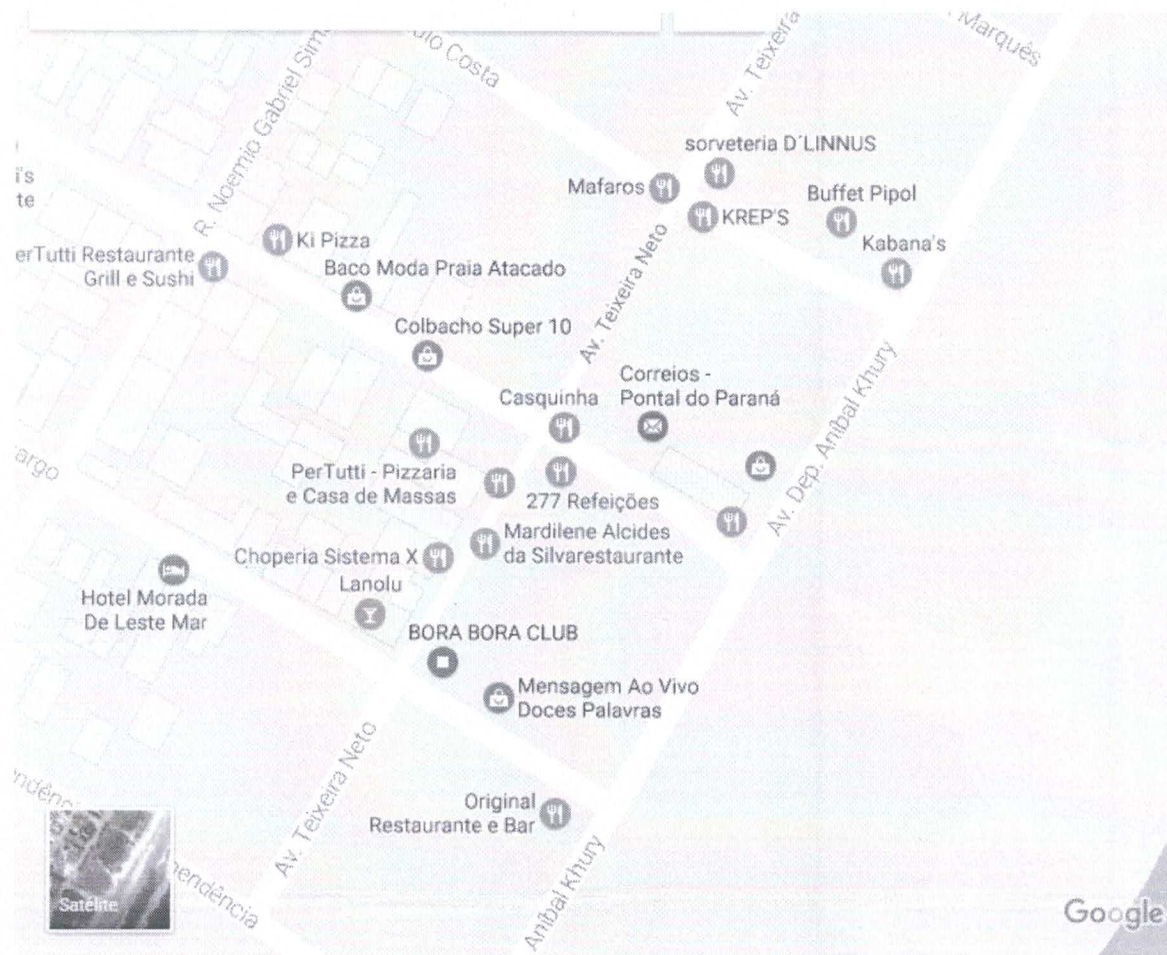 Costa
Av. Teixeira
Marquês
R. Noemio Gabriel
sorveteria D´LINNUS
Mafaros
Buffet Pipol
KREP'S
i's
te
Ki Pizza
Kabana's
erTutti Restaurante
Grill e Sushi
Baco Moda Praia Atacado
Av. Teixeira Neto
Colbacho Super 10
Correios -
Pontal do Paraná
Casquinha
Av. Dep. Aníbal Khury
argo
PerTutti - Pizzaria
e Casa de Massas
277 Refeições
Mardilene Alcides
da Silvarestaurante
Choperia Sistema X
Lanolu
Hotel Morada
De Leste Mar
BORA BORA CLUB
Mensagem Ao Vivo
Doces Palavras
Av. Teixeira Neto
Original
Restaurante e Bar
Aníbal Khury
Satélite
endência
Google